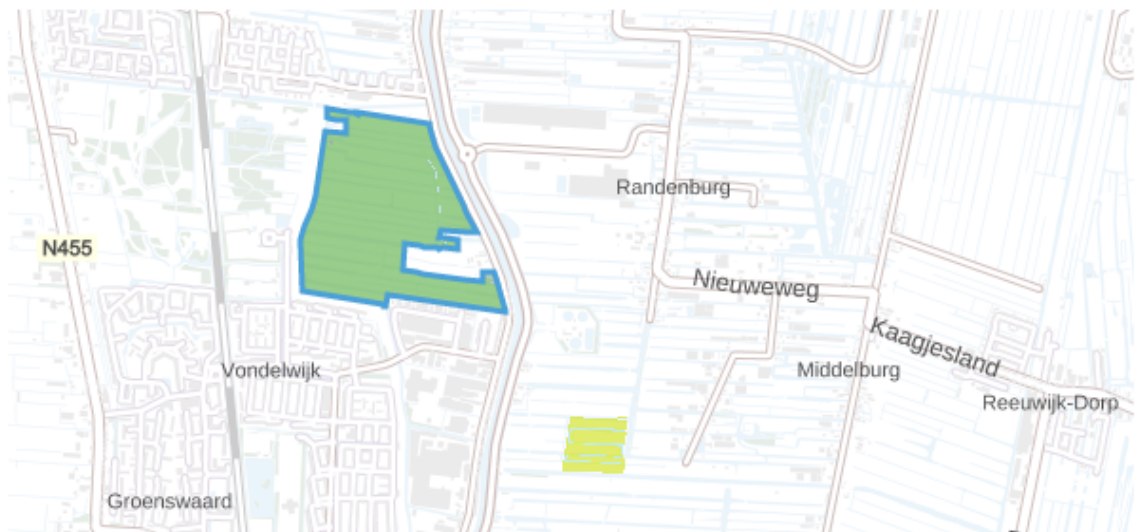 Randenburg
N455
Nieuweweg
Kaagjesland
Vondelwijk
Middelburg
Reeuwijk-Dorp
Groenswaard